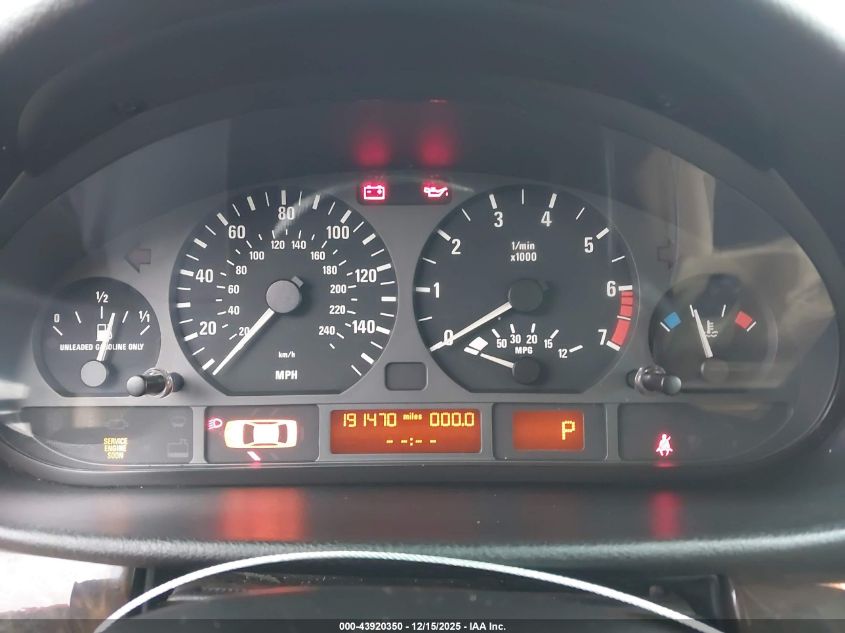 0 1/2 1/1
UNLEADED GASOLINE ONLY
20 40 60 80 100 120 140
20 40 60 80 100 120 140 160 180 200 220 240
km/h
MPH
0 1 2 3 4 5 6 7
1/min
x1000
50 30 20 15 12
MPG
SERVICE
ENGINE
SOON
191470 miles 000.0
--:--
P
000-43920350 - 12/15/2025 - IAA Inc.